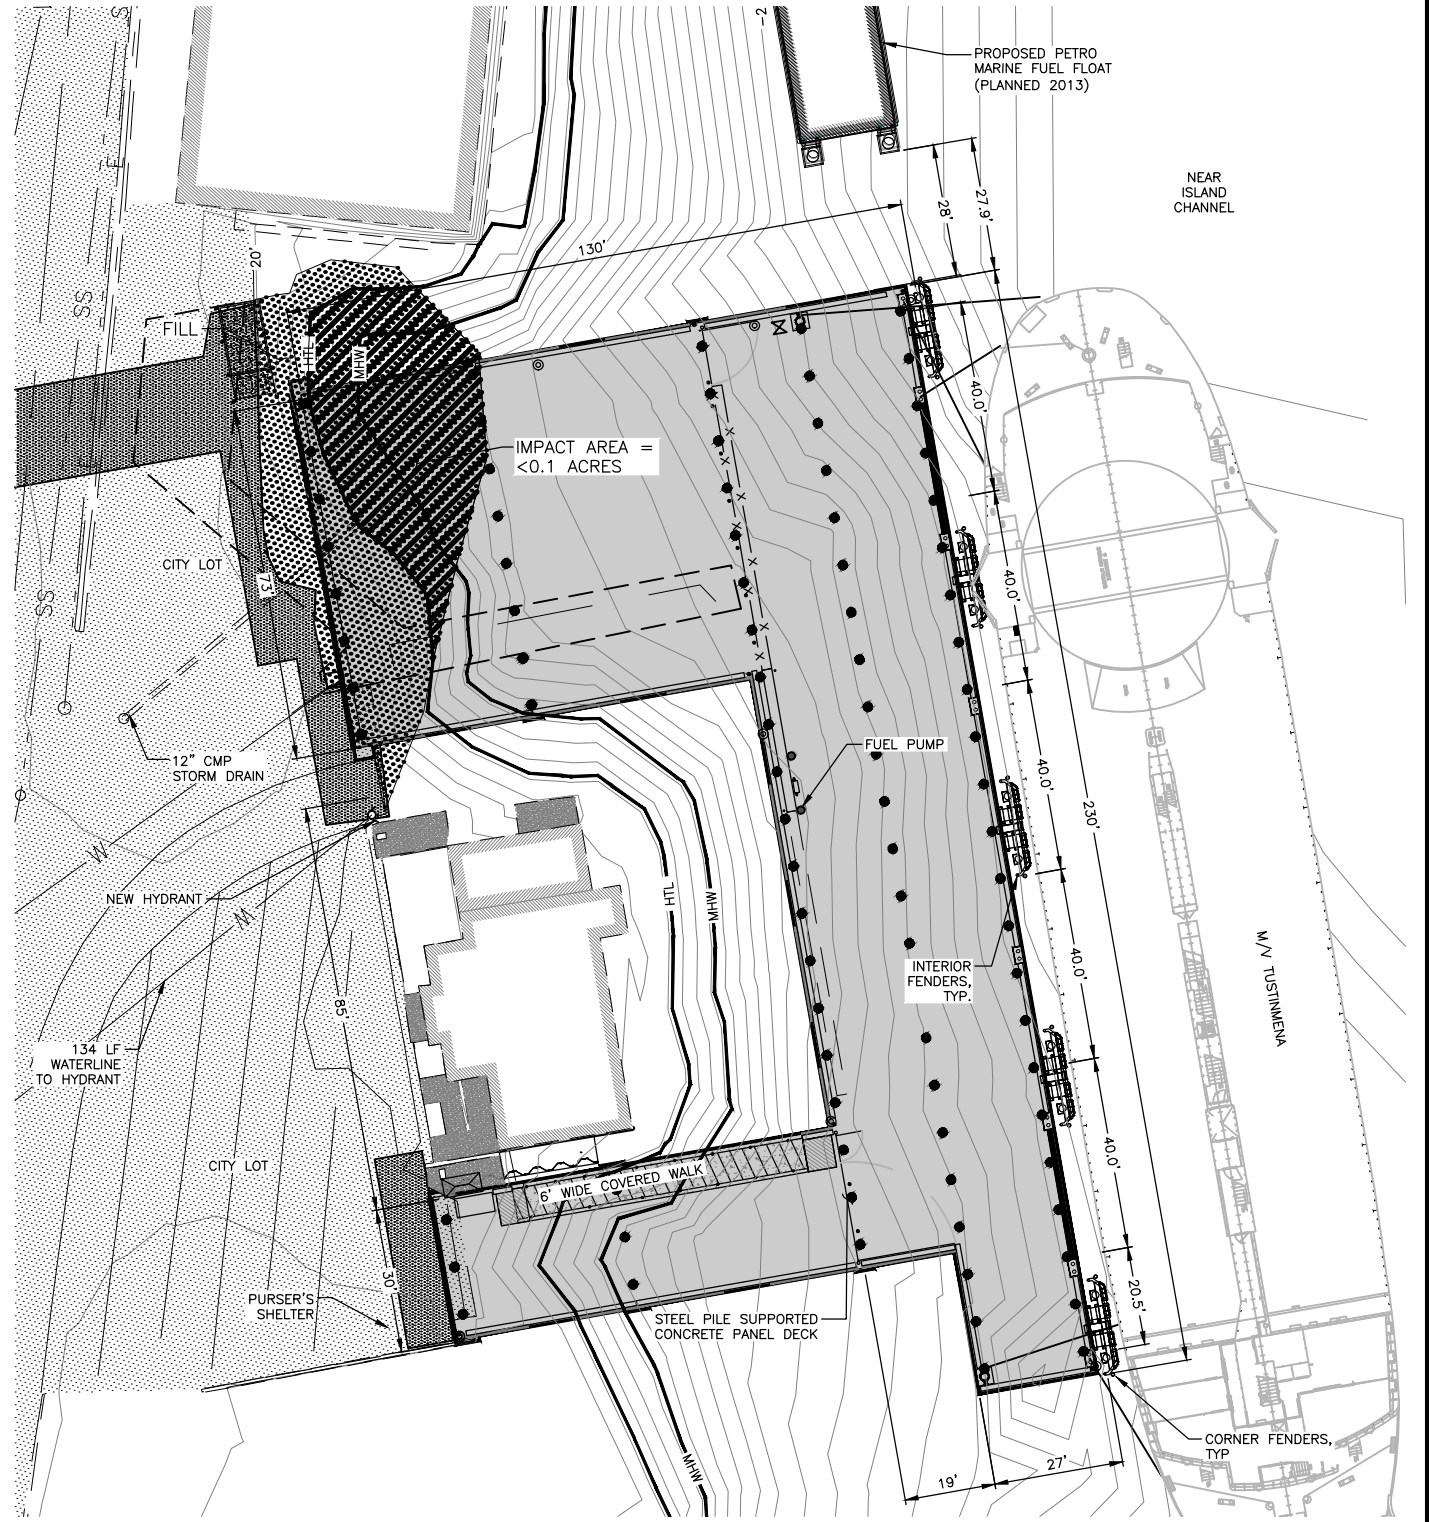 -2
PROPOSED PETRO
MARINE FUEL FLOAT
(PLANNED 2013)
S
E
NEAR
ISLAND
CHANNEL
27.9'
28'
130'
20'
SS
FILL
HTL
MHW
40.0'
IMPACT AREA =
<0.1 ACRES
CITY LOT
73'
SS
40.0'
12" CMP
STORM DRAIN
FUEL PUMP
40.0'
230'
W
NEW HYDRANT
W
HTL
MHW
INTERIOR
FENDERS,
TYP.
40.0'
M/V TUSTINMENA
85'
134 LF
WATERLINE
TO HYDRANT
40.0'
CITY LOT
6' WIDE COVERED WALK
30'
PURSER'S
SHELTER
STEEL PILE SUPPORTED
CONCRETE PANEL DECK
20.5'
CORNER FENDERS,
TYP
MHW
19'
27'